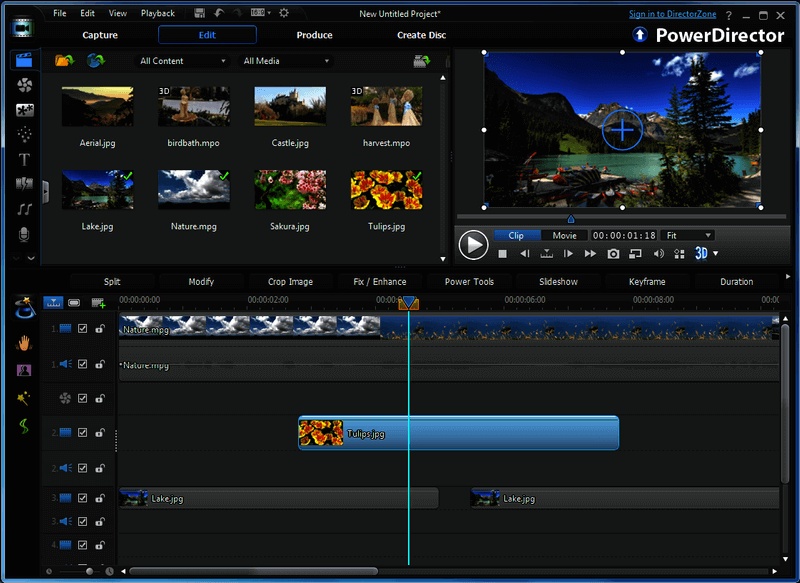 File Edit View Playback New Untitled Project* Sign in to DirectorZone ?
Capture Edit Produce Create Disc PowerDirector
All Content All Media
3D 3D
Aerial.jpg birdbath.mpo Castle.jpg harvest.mpo
Lake.jpg Nature.mpg Sakura.jpg Tulips.jpg
Clip Movie 00:00:01:18 Fit
3D
Split Modify Crop Image Fix / Enhance Power Tools Slideshow Keyframe Duration
00:00:00:00 00:00:02:00 00:00:06:00 00:00:08:00
1. Nature.mpg
1. Nature.mpg
2. Tulips.jpg
2.
3. Lake.jpg Lake.jpg
3.
4.